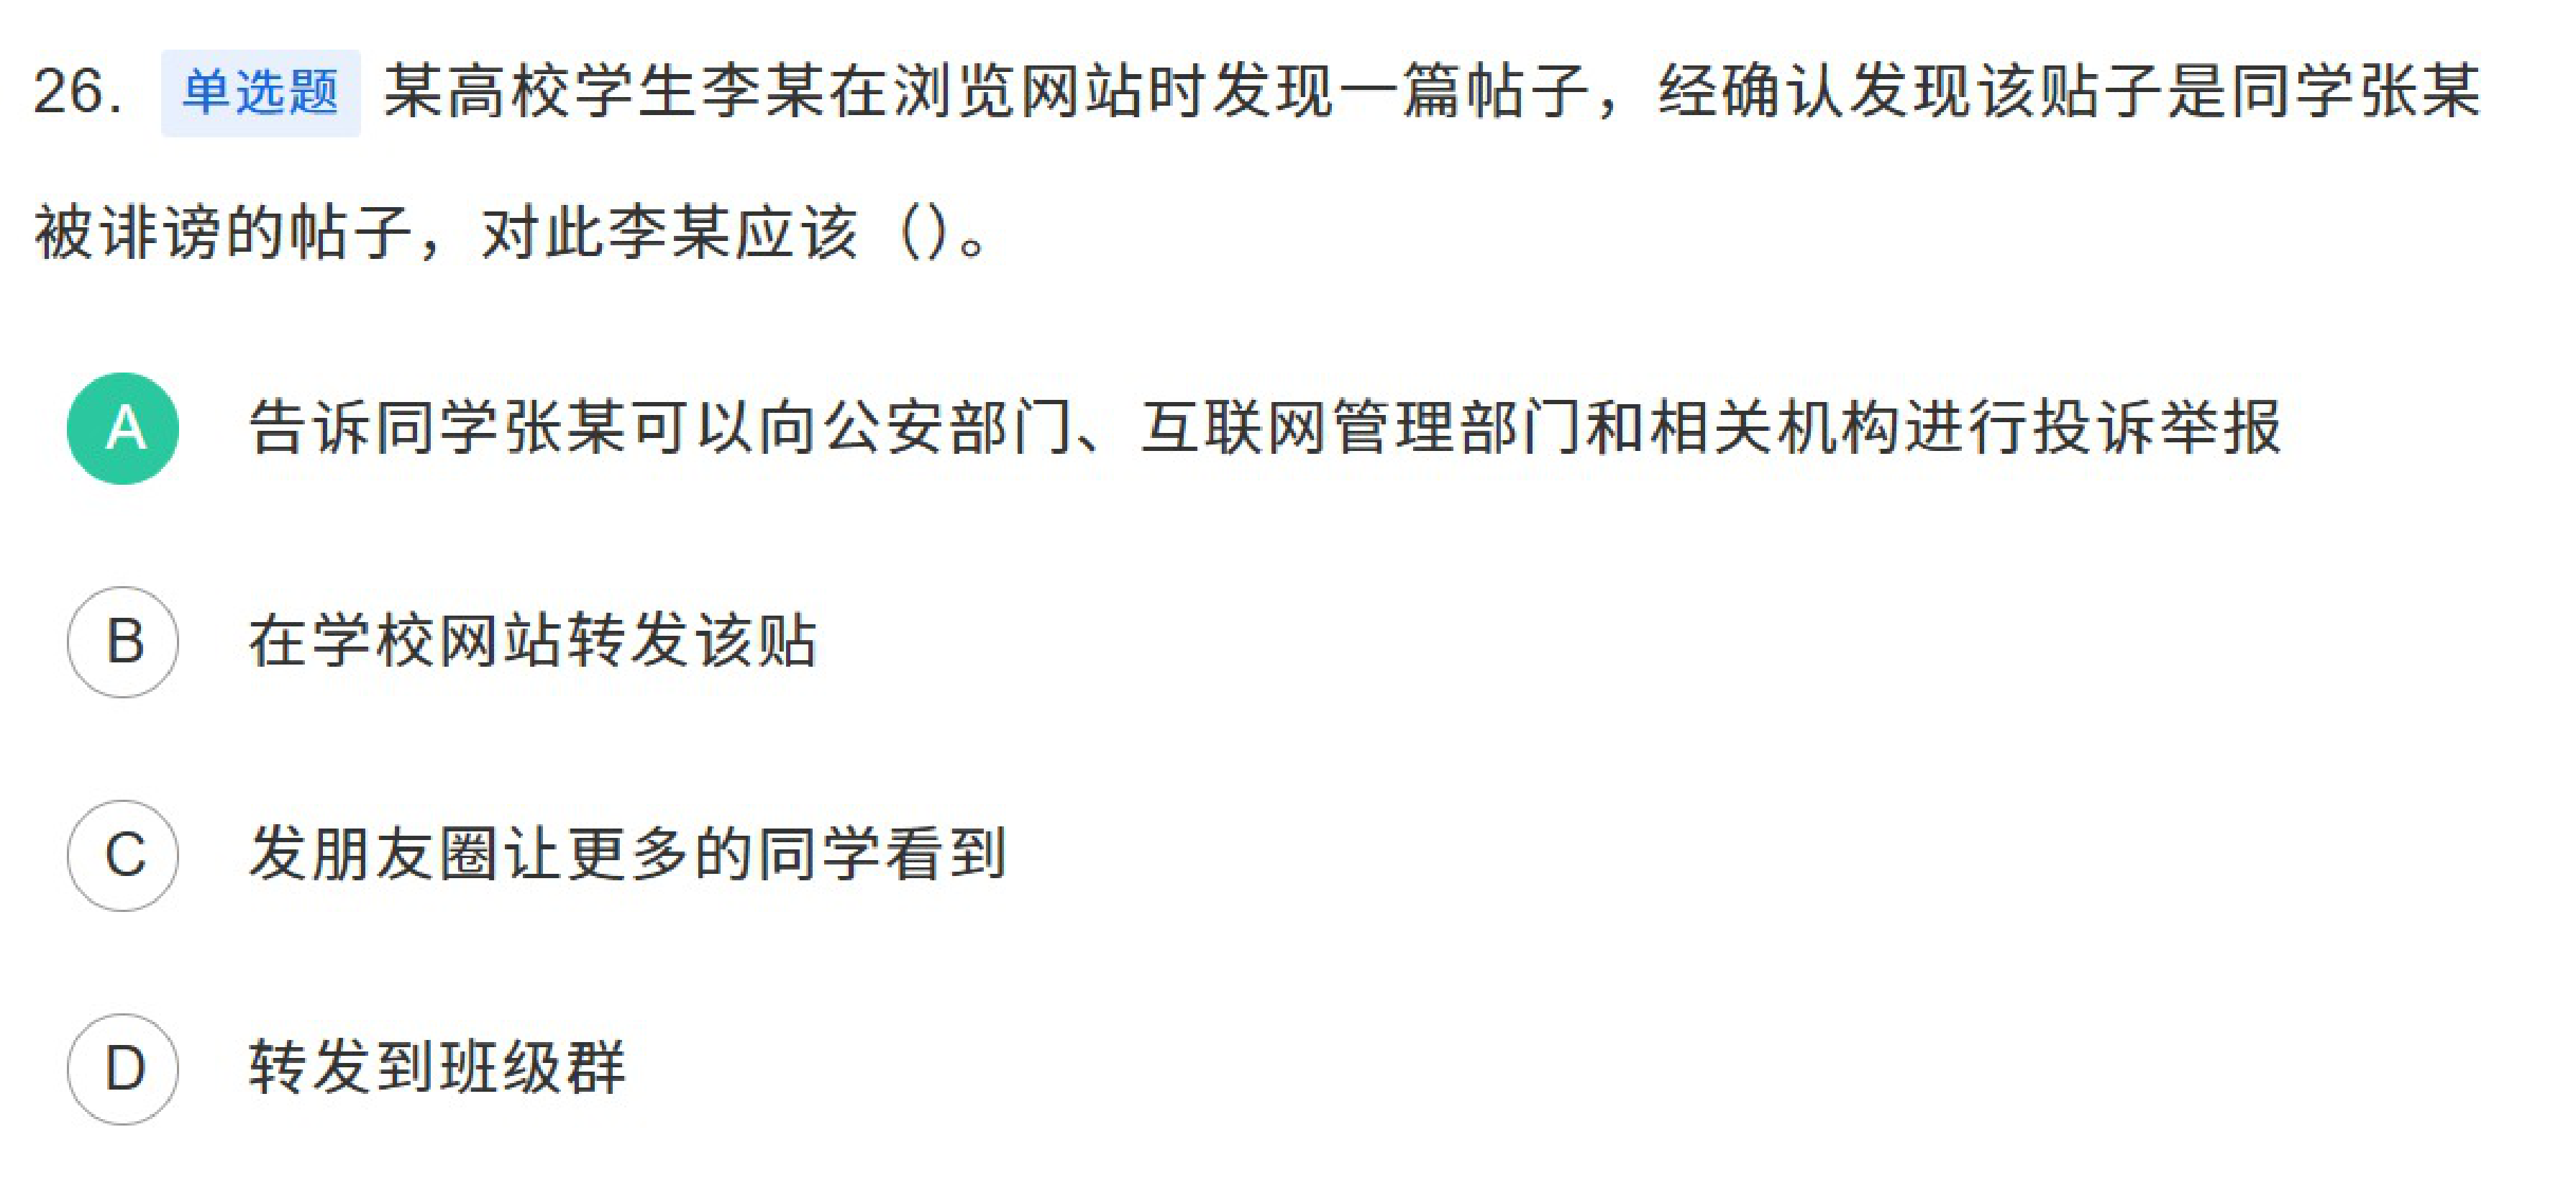 26. 单选题 某高校学生李某在浏览网站时发现一篇帖子，经确认发现该贴子是同学张某
被诽谤的帖子，对此李某应该（）。
A 告诉同学张某可以向公安部门、互联网管理部门和相关机构进行投诉举报
B 在学校网站转发该贴
C 发朋友圈让更多的同学看到
D 转发到班级群